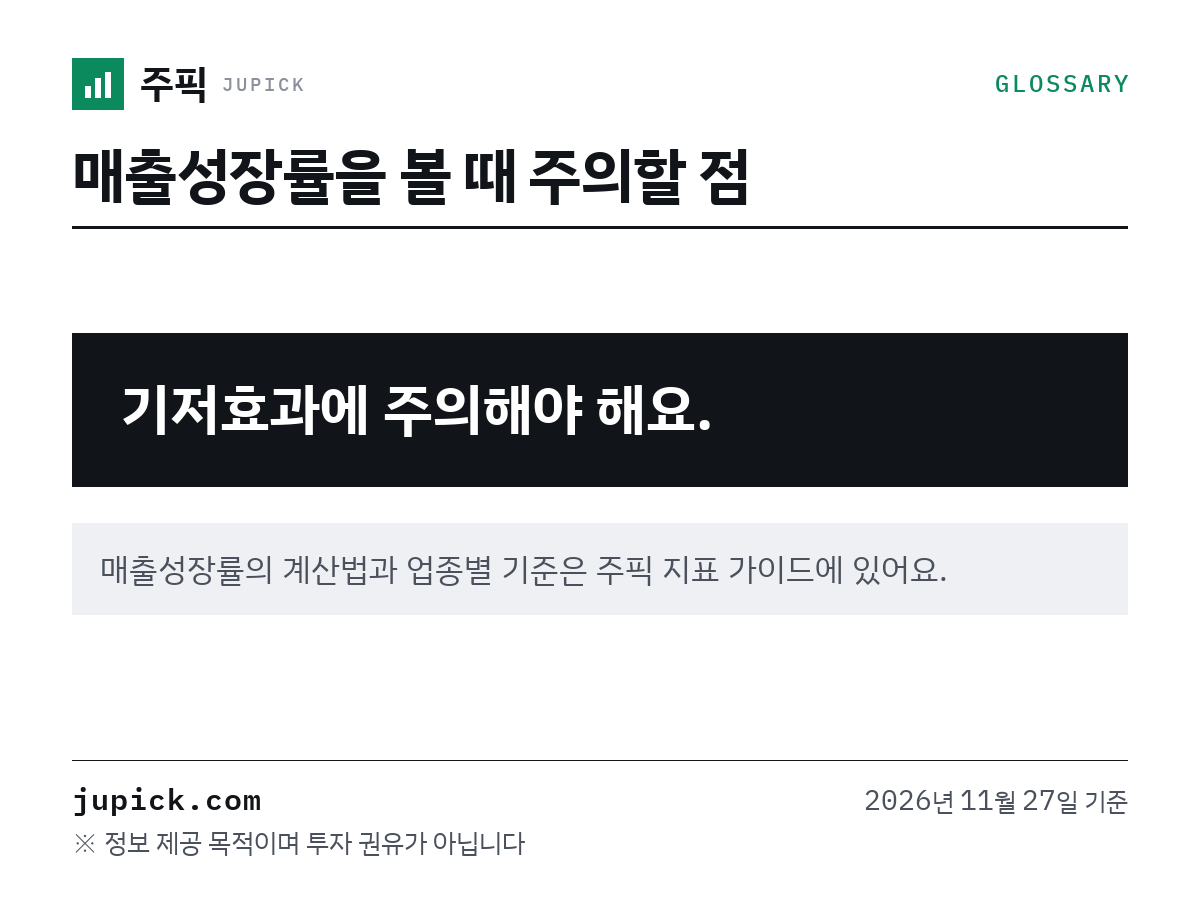 주픽 JUPICK GLOSSARY
매출성장률을 볼 때 주의할 점
기저효과에 주의해야 해요.
매출성장률의 계산법과 업종별 기준은 주픽 지표 가이드에 있어요.
jupick.com 2026년 11월 27일 기준
※ 정보 제공 목적이며 투자 권유가 아닙니다